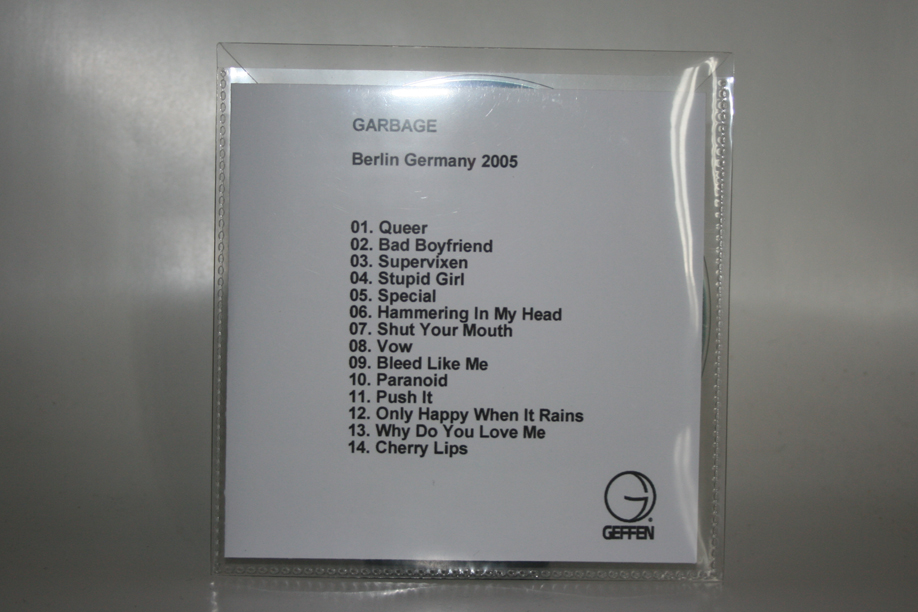 GARBAGE
Berlin Germany 2005
01. Queer
02. Bad Boyfriend
03. Supervixen
04. Stupid Girl
05. Special
06. Hammering In My Head
07. Shut Your Mouth
08. Vow
09. Bleed Like Me
10. Paranoid
11. Push It
12. Only Happy When It Rains
13. Why Do You Love Me
14. Cherry Lips
GEFFEN